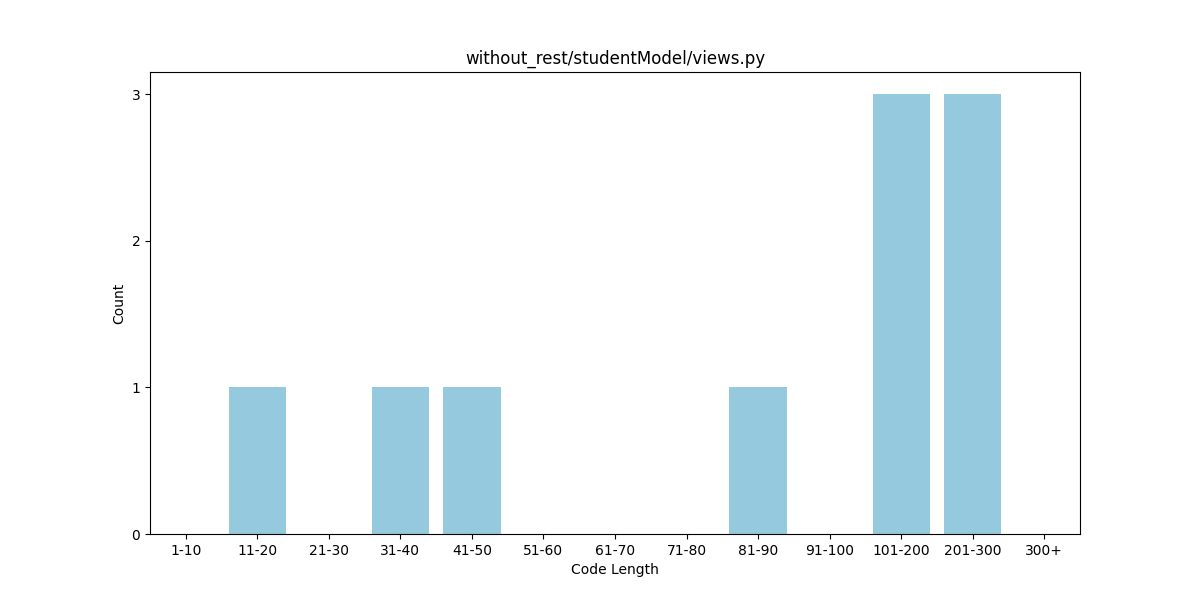 without_rest/studentModel/views.py
3
2
1
0
Count
1-10 11-20 21-30 31-40 41-50 51-60 61-70 71-80 81-90 91-100 101-200 201-300 300+
Code Length